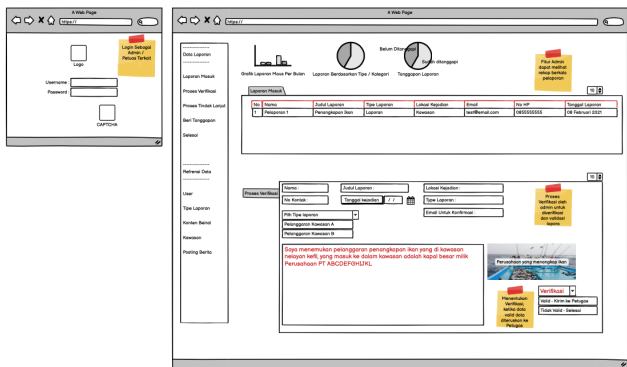 A Web Page
https://
Login Sebagai
Admin /
Petugas Terkait
Logo
Username :
Password :
CAPTCHA
A Web Page
https://
Data Laporan
Laporan Masuk
Proses Verifikasi
Proses Tindak Lanjut
Beri Tanggapan
Selesai
Refrensi Data
User
Tipe Laporan
Konten Beinat
Kawasan
Posting Berita
Belum Ditanggapi
Sudah ditanggapi
Grafik Laporan Masa Per Bulan
Laporan Berdasarkan Tipe / Kategori
Tanggapan Laporan
Fitur Admin
dapat melihat
rekap berkala
pelaporan
Laporan Masuk
10
No Nama Judul Laporan Tipe Laporan Lokasi Kejadian Email No HP Tanggal Laporan
1 Pelaporan 1 Penangkapan Ikan Laporan Kawasan test@email.com 0855555555 08 Februari 2021
10
Proses Verifikasi
Nama :
Judul Laporan :
Lokasi Kejadian :
No Kontak :
Tanggal kejadian / /
Type Laporan :
Pilh Tipe laporan
Email Untuk Konfirmasi :
Pelanggaran Kawasan A
Pelanggaran Kawasan B
Proses
Verifikasi oleh
admin untuk
diverifikasi
dan validasi
lapora
Saya menemukan pelanggaran penangkapan ikan yang di kawasan
nelayan kecil, yang masuk ke dalam kawasan adalah kapal besar milik
Perusahaan PT ABCDEFGHIJKL
Perusahaan yang menangkap ikan
Menentukan
Verifikasi,
ketika data
valid data
diteruskan ke
Petugas
Verifikasi
Valid - Kirim ke Petugas
Tidak Valid - Selesai